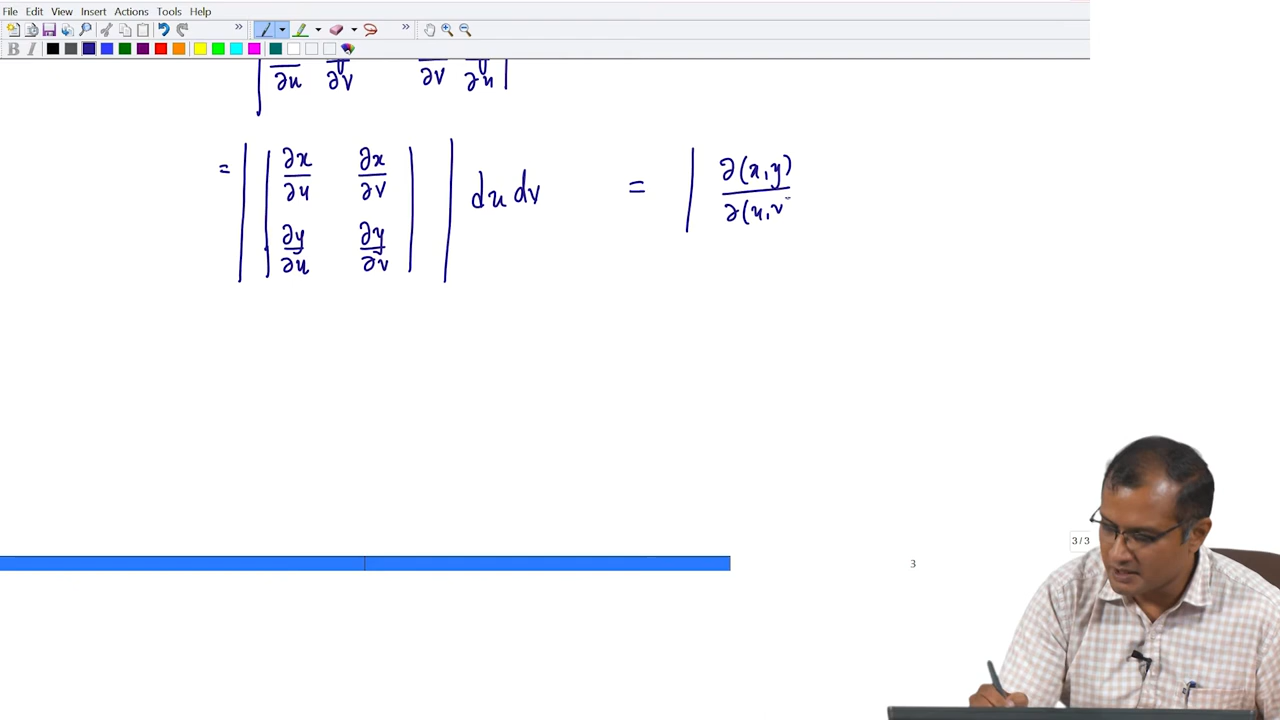 File Edit View Insert Actions Tools Help
» »
B I
| ∂u ∂v ∂v ∂u |
= | | ∂x/∂u ∂x/∂v | | du dv = | ∂(x,y)/∂(u,v
∂y/∂u ∂y/∂v
3 / 3
3